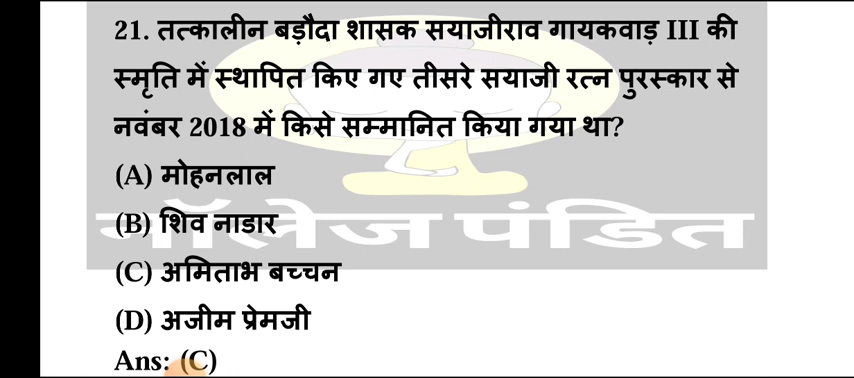 21. तत्कालीन बड़ौदा शासक सयाजीराव गायकवाड़ III की
स्मृति में स्थापित किए गए तीसरे सयाजी रत्न पुरस्कार से
नवंबर 2018 में किसे सम्मानित किया गया था?
(A) मोहनलाल
(B) शिव नाडार
नॉलेज पंडित
(C) अमिताभ बच्चन
(D) अजीम प्रेमजी
Ans: (C)